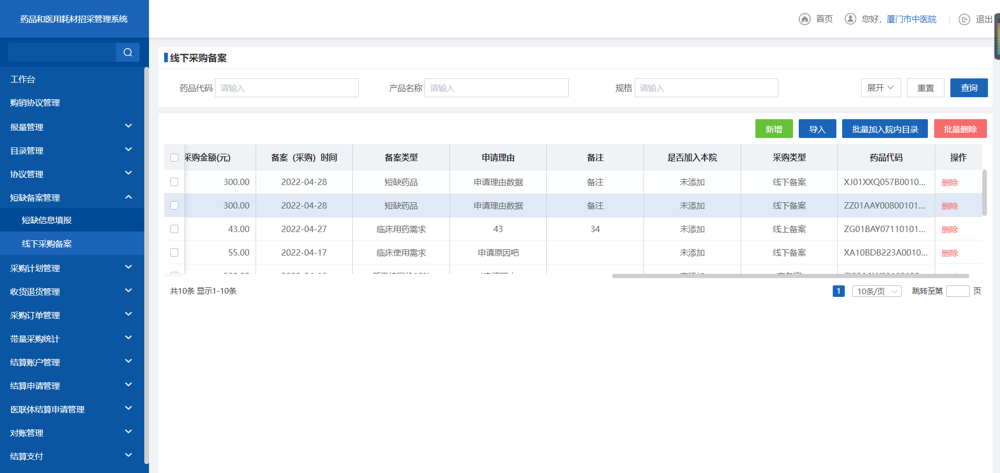 药品和医用耗材招采管理系统
首页
您好，厦门市中医院
退出
工作台
购销协议管理
报量管理
目录管理
协议管理
短缺备案管理
短缺信息填报
线下采购备案
采购计划管理
收货退货管理
采购订单管理
带量采购统计
结算账户管理
结算申请管理
医联体结算申请管理
对账管理
结算支付
线下采购备案
药品代码 请输入 产品名称 请输入 规格 请输入 展开 重置 查询
新增 导入 批量加入院内目录 批量删除
采购金额(元) 备案（采购）时间 备案类型 申请理由 备注 是否加入本院 采购类型 药品代码 操作
300.00 2022-04-28 短缺药品 申请理由数据 备注 未添加 线下备案 XJ01XXQ057B0010... 删除
300.00 2022-04-28 短缺药品 申请理由数据 备注 未添加 线下备案 ZZ01AAY00800101... 删除
43.00 2022-04-27 临床用药需求 43 34 未添加 线上备案 ZG01BAY07110101... 删除
55.00 2022-04-17 临床使用需求 申请原因吧 未添加 线下备案 XA10BDB223A0010... 删除
共10条 显示1-10条
1 10条/页 跳转至第 页